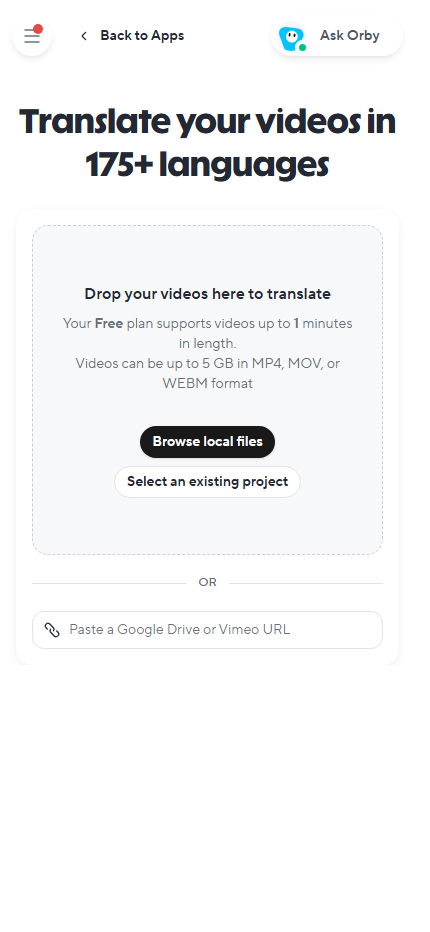 Back to Apps
Ask Orby
Translate your videos in
175+ languages
Drop your videos here to translate
Your Free plan supports videos up to 1 minutes
in length.
Videos can be up to 5 GB in MP4, MOV, or
WEBM format
Browse local files
Select an existing project
OR
Paste a Google Drive or Vimeo URL